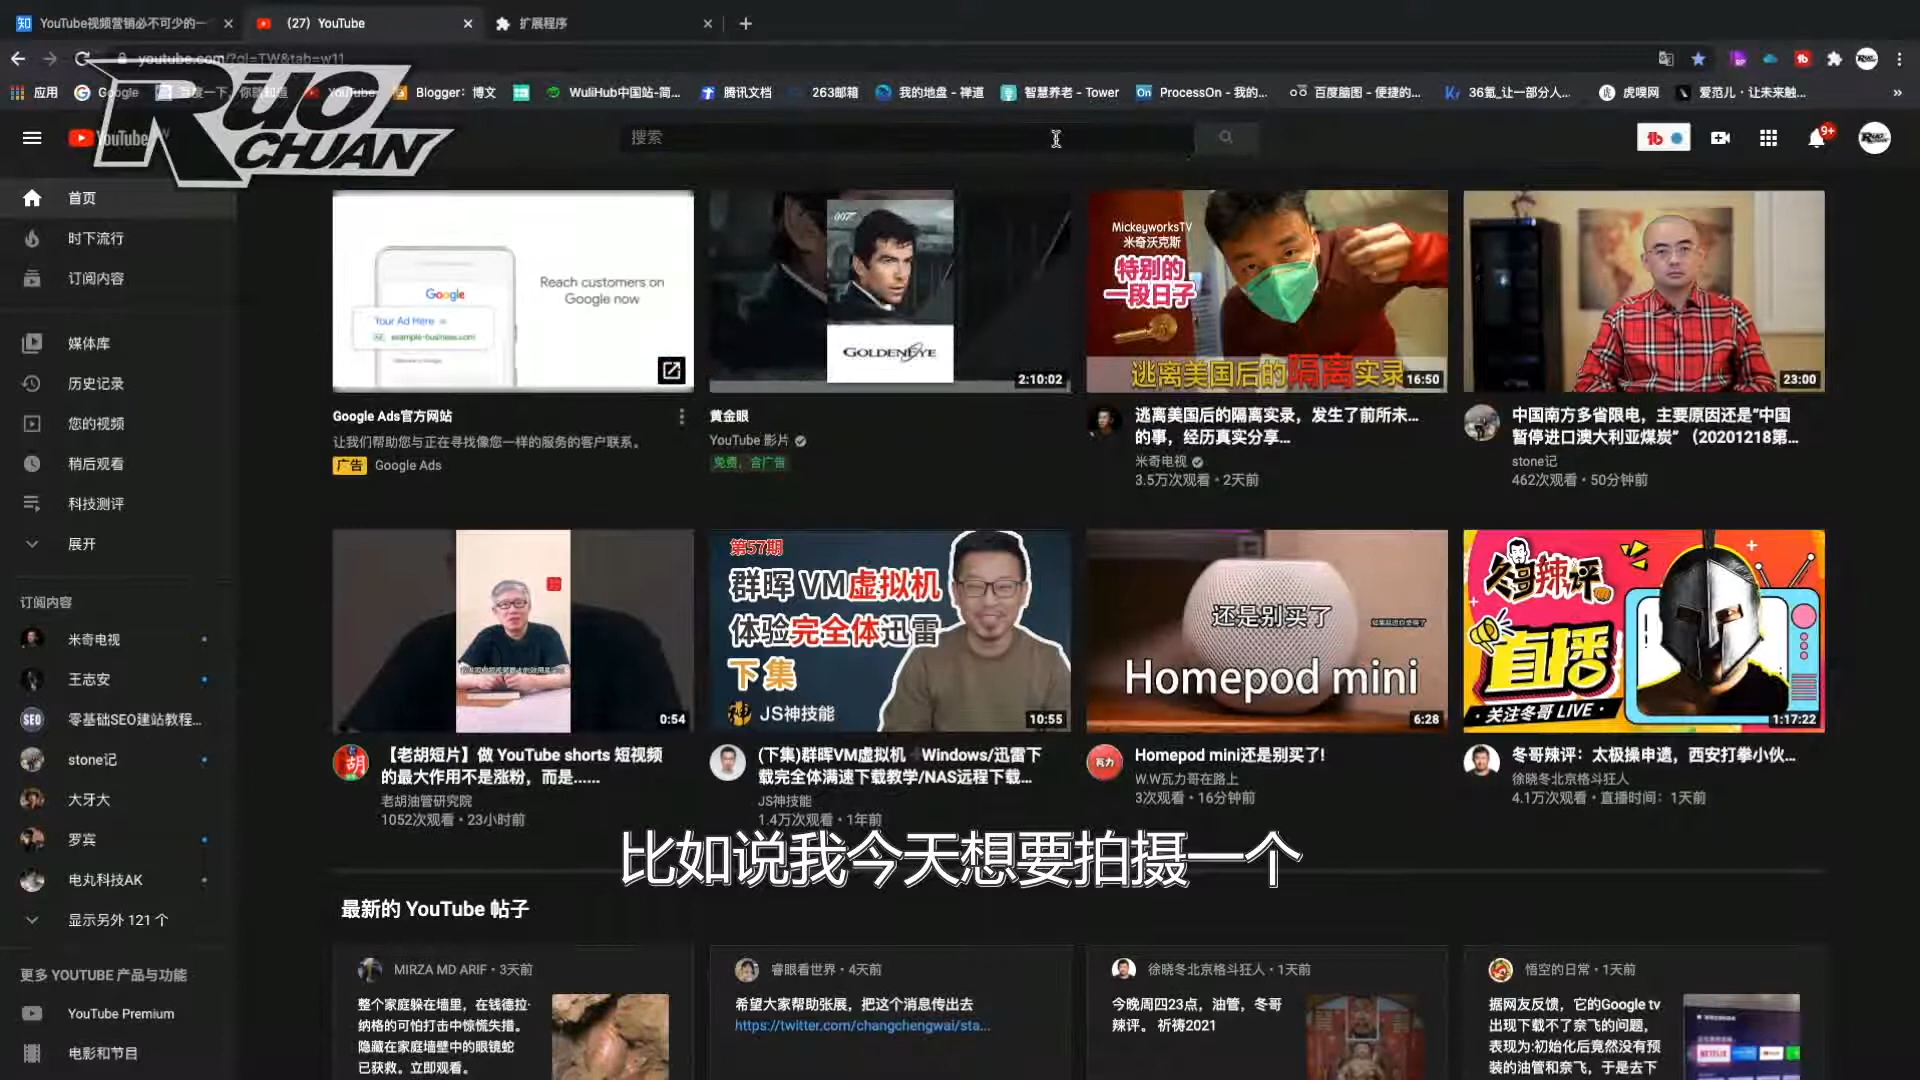 YouTube视频营销必不可少的一
(27) YouTube
扩展程序
youtube.com/?gl=TW&tab=w11
应用
Google
百度一下，你就知道
YouTube
Blogger：博文
WuliHub中国站-简...
腾讯文档
263邮箱
我的地盘 - 禅道
智慧养老 - Tower
ProcessOn - 我的...
百度脑图 - 便捷的...
36氪_让一部分人...
虎嗅网
爱范儿 · 让未来触...
RUO CHUAN
YouTube
搜索
9+
首页
时下流行
订阅内容
媒体库
历史记录
您的视频
稍后观看
科技测评
展开
订阅内容
米奇电视
王志安
零基础SEO建站教程...
stone记
大牙大
罗宾
电丸科技AK
显示另外 121 个
更多 YOUTUBE 产品与功能
YouTube Premium
电影和节目
Google
Your Ad Here
example-business.com
Reach customers on
Google now
Google Ads官方网站
让我们帮助您与正在寻找像您一样的服务的客户联系。
广告 Google Ads
007
GOLDENEYE
2:10:02
黄金眼
YouTube 影片
免费，含广告
MickeyworksTV
米奇沃克斯
特别的
一段日子
逃离美国后的隔离实录
16:50
逃离美国后的隔离实录，发生了前所未...
的事，经历真实分享...
米奇电视
3.5万次观看 • 2天前
23:00
中国南方多省限电，主要原因还是“中国
暂停进口澳大利亚煤炭” （20201218第...
stone记
462次观看 • 50分钟前
0:54
【老胡短片】做 YouTube shorts 短视频
的最大作用不是涨粉，而是......
老胡油管研究院
1052次观看 • 23小时前
第57期
群晖 VM虚拟机
体验完全体迅雷
下集
JS神技能
10:55
(下集)群晖VM虚拟机 Windows/迅雷下
载完全体满速下载教学/NAS远程下载...
JS神技能
1.4万次观看 • 1年前
还是别买了
Homepod mini
6:28
Homepod mini还是别买了!
W.W瓦力哥在路上
3次观看 • 16分钟前
冬哥辣评
直播
· 关注冬哥 LIVE ·
1:17:22
冬哥辣评：太极操申遗，西安打拳小伙...
徐晓冬北京格斗狂人
4.1万次观看 • 直播时间：1天前
比如说我今天想要拍摄一个
最新的 YouTube 帖子
MIRZA MD ARIF • 3天前
整个家庭躲在墙里，在钱德拉·
纳格的可怕打击中惊慌失措。
隐藏在家庭墙壁中的眼镜蛇
已获救。立即观看。
睿眼看世界 • 4天前
希望大家帮助张展，把这个消息传出去
https://twitter.com/changchengwai/sta...
徐晓冬北京格斗狂人 • 1天前
今晚周四23点，油管，冬哥
辣评。 祈祷2021
悟空的日常 • 1天前
据网友反馈，它的Google tv
出现下载不了奈飞的问题，
表现为:初始化后竟然没有预
装的油管和奈飞，于是去下
NETFLIX